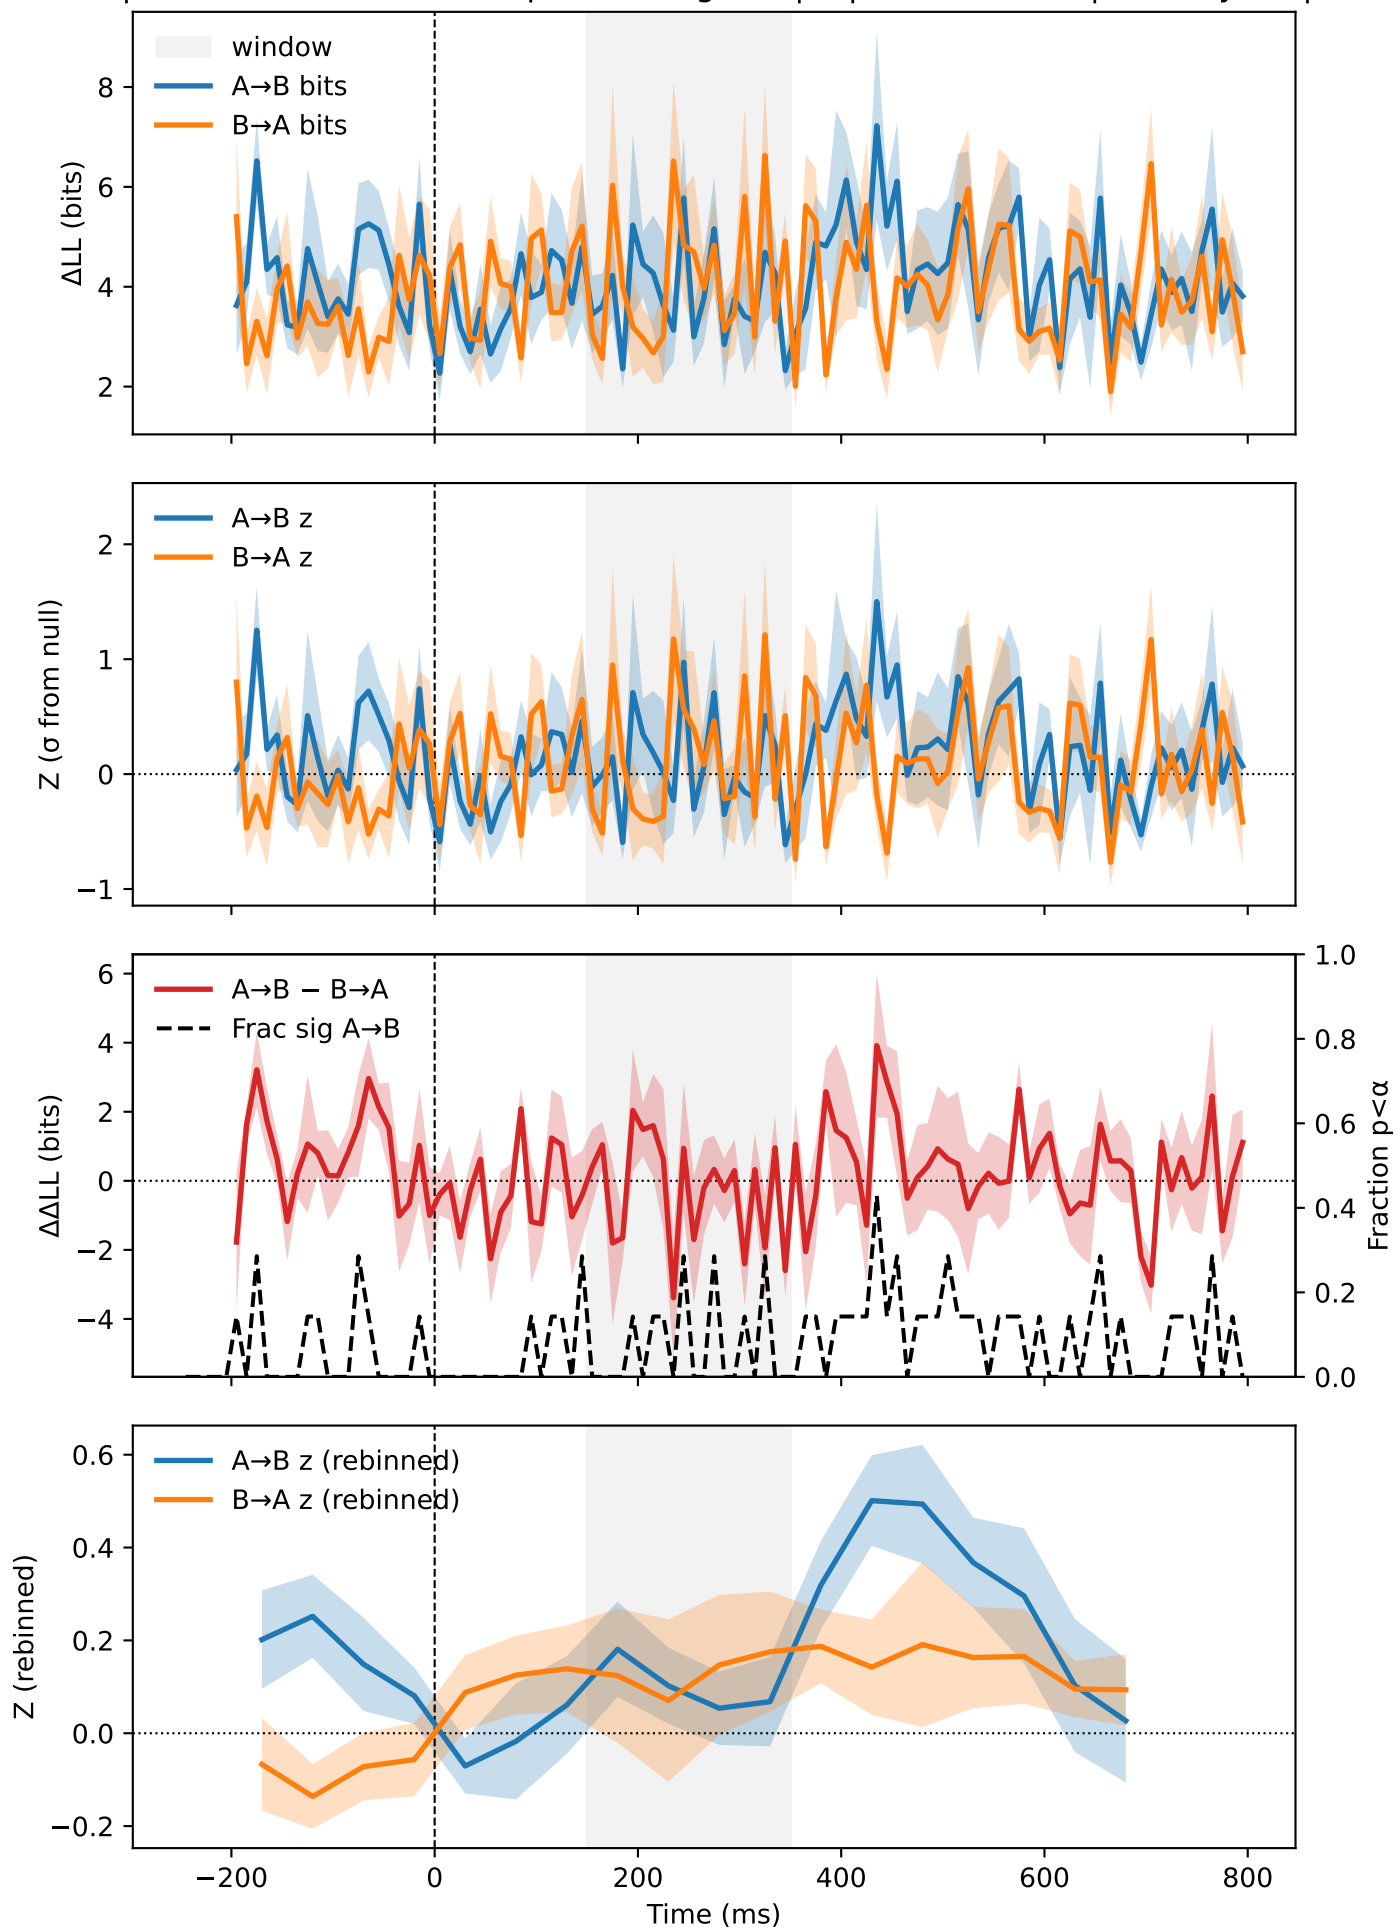 window
A→B bits
B→A bits
8
6
4
2
ΔLL (bits)
A→B z
B→A z
2
1
0
−1
Z (σ from null)
A→B − B→A
Frac sig A→B
6
4
2
0
−2
−4
ΔΔLL (bits)
1.0
0.8
0.6
0.4
0.2
0.0
Fraction p<α
A→B z (rebinned)
B→A z (rebinned)
0.6
0.4
0.2
0.0
−0.2
Z (rebinned)
−200 0 200 400 600 800
Time (ms)